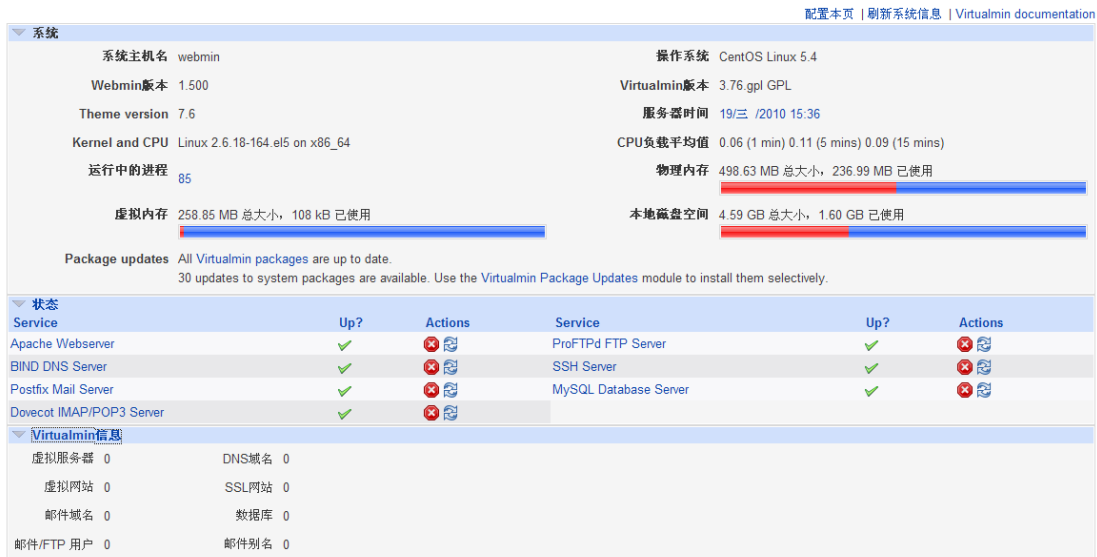 配置本页 | 刷新系统信息 | Virtualmin documentation
系统
系统主机名 webmin 操作系统 CentOS Linux 5.4
Webmin版本 1.500 Virtualmin版本 3.76.gpl GPL
Theme version 7.6 服务器时间 19/三 /2010 15:36
Kernel and CPU Linux 2.6.18-164.el5 on x86_64 CPU负载平均值 0.06 (1 min) 0.11 (5 mins) 0.09 (15 mins)
运行中的进程 85 物理内存 498.63 MB 总大小，236.99 MB 已使用
虚拟内存 258.85 MB 总大小，108 kB 已使用 本地磁盘空间 4.59 GB 总大小，1.60 GB 已使用
Package updates All Virtualmin packages are up to date.
30 updates to system packages are available. Use the Virtualmin Package Updates module to install them selectively.
状态
Service Up? Actions Service Up? Actions
Apache Webserver ProFTPd FTP Server
BIND DNS Server SSH Server
Postfix Mail Server MySQL Database Server
Dovecot IMAP/POP3 Server
Virtualmin信息
虚拟服务器 0 DNS域名 0
虚拟网站 0 SSL网站 0
邮件域名 0 数据库 0
邮件/FTP 用户 0 邮件别名 0